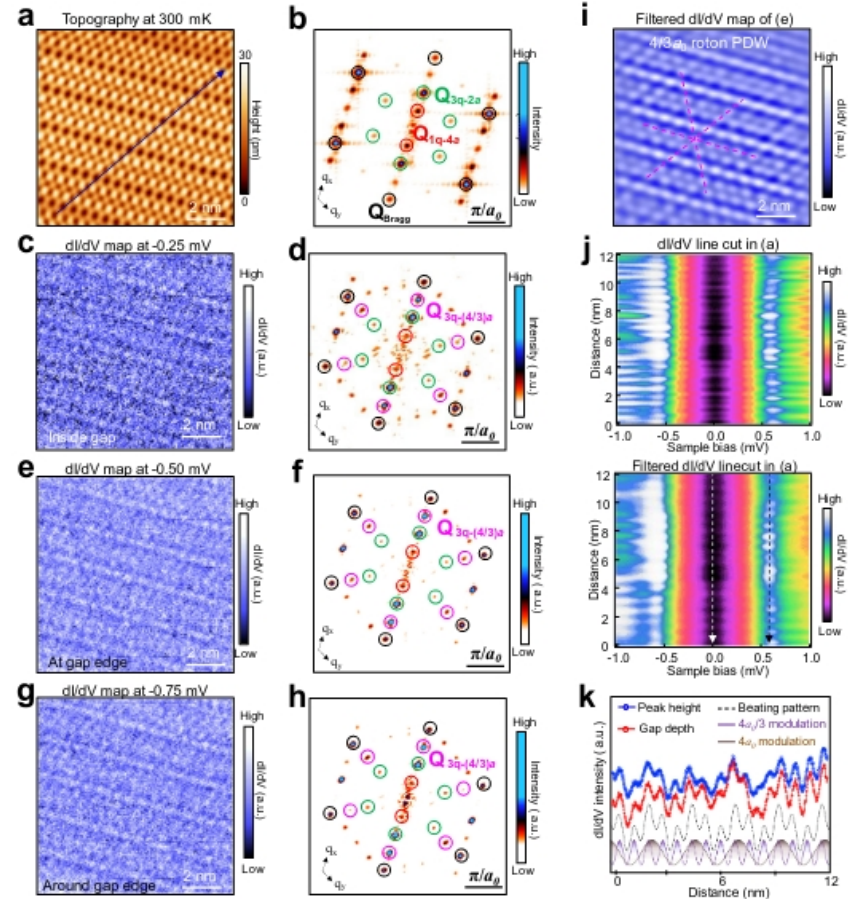 a
Topography at 300 mK
30
Height (pm)
0
2 nm
b
High
Intensity
Low
Q3q-2a
Q1q-4a
QBragg
qx
qy
π/a0
c
dI/dV map at -0.25 mV
High
dI/dV (a.u.)
Low
Inside gap
2 nm
d
High
Intensity ( a.u.)
Low
Q3q-(4/3)a
qx
qy
π/a0
e
dI/dV map at -0.50 mV
High
dI/dV (a.u.)
Low
At gap edge
2 nm
f
High
Intensity ( a.u.)
Low
Q3q-(4/3)a
qx
qy
π/a0
g
dI/dV map at -0.75 mV
High
dI/dV (a.u.)
Low
Around gap edge
2 nm
h
High
Intensity ( a.u.)
Low
Q3q-(4/3)a
qx
qy
π/a0
i
Filtered dI/dV map of (e)
4/3a0 roton PDW
High
dI/dV (a.u.)
Low
2 nm
j
dI/dV line cut in (a)
12
10
8
6
4
2
0
Distance (nm)
-1.0 -0.5 0.0 0.5 1.0
Sample bias (mV)
High
dI/dV (a.u.)
Low
Filtered dI/dV linecut in (a)
12
10
8
6
4
2
0
Distance (nm)
-1.0 -0.5 0.0 0.5 1.0
Sample bias (mV)
High
dI/dV (a.u.)
Low
k
Peak height
Gap depth
Beating pattern
4a0/3 modulation
4a0 modulation
dI/dV intensity ( a.u.)
0 6 12
Distance (nm)